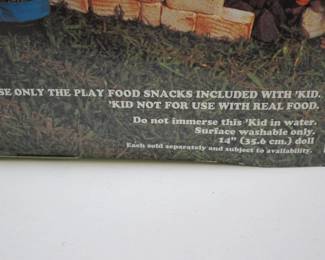 SE ONLY THE PLAY FOOD SNACKS INCLUDED WITH 'KID.
'KID NOT FOR USE WITH REAL FOOD.
Do not immerse this 'Kid in water.
Surface washable only.
14" (35.6 cm.) doll
Each sold separately and subject to availability.